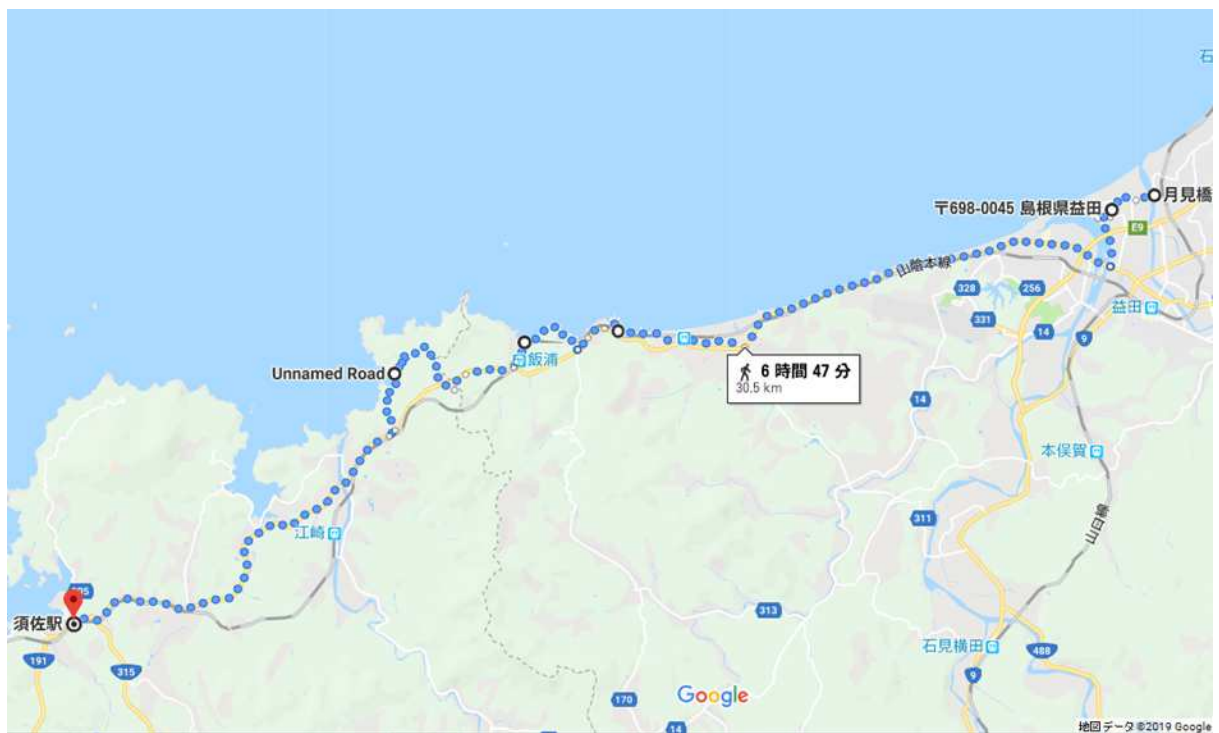 石
月見橋
〒698-0045 島根県益田
E9
山陰本線
328
256
益田
331
14
9
飯浦
Unnamed Road
6 時間 47 分
30.5 km
14
本俣賀
311
江崎
山口線
313
須佐駅
石見横田
488
191
315
9
170
Google
14
地図データ ©2019 Google